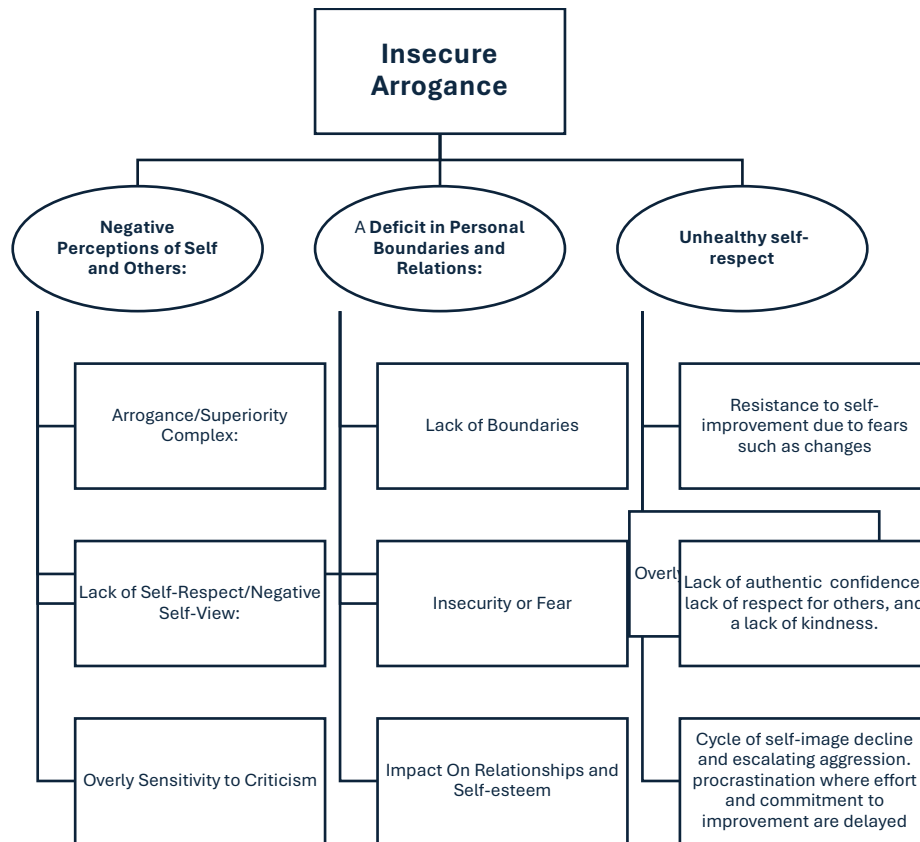 Insecure
Arrogance
Negative
Perceptions of Self
and Others:
A Deficit in Personal
Boundaries and
Relations:
Unhealthy self-
respect
Arrogance/Superiority
Complex:
Lack of Boundaries
Resistance to self-
improvement due to fears
such as changes
Lack of Self-Respect/Negative
Self-View:
Insecurity or Fear
Overly
Lack of authentic confidence
lack of respect for others, and
a lack of kindness.
Overly Sensitivity to Criticism
Impact On Relationships and
Self-esteem
Cycle of self-image decline
and escalating aggression.
procrastination where effort
and commitment to
improvement are delayed